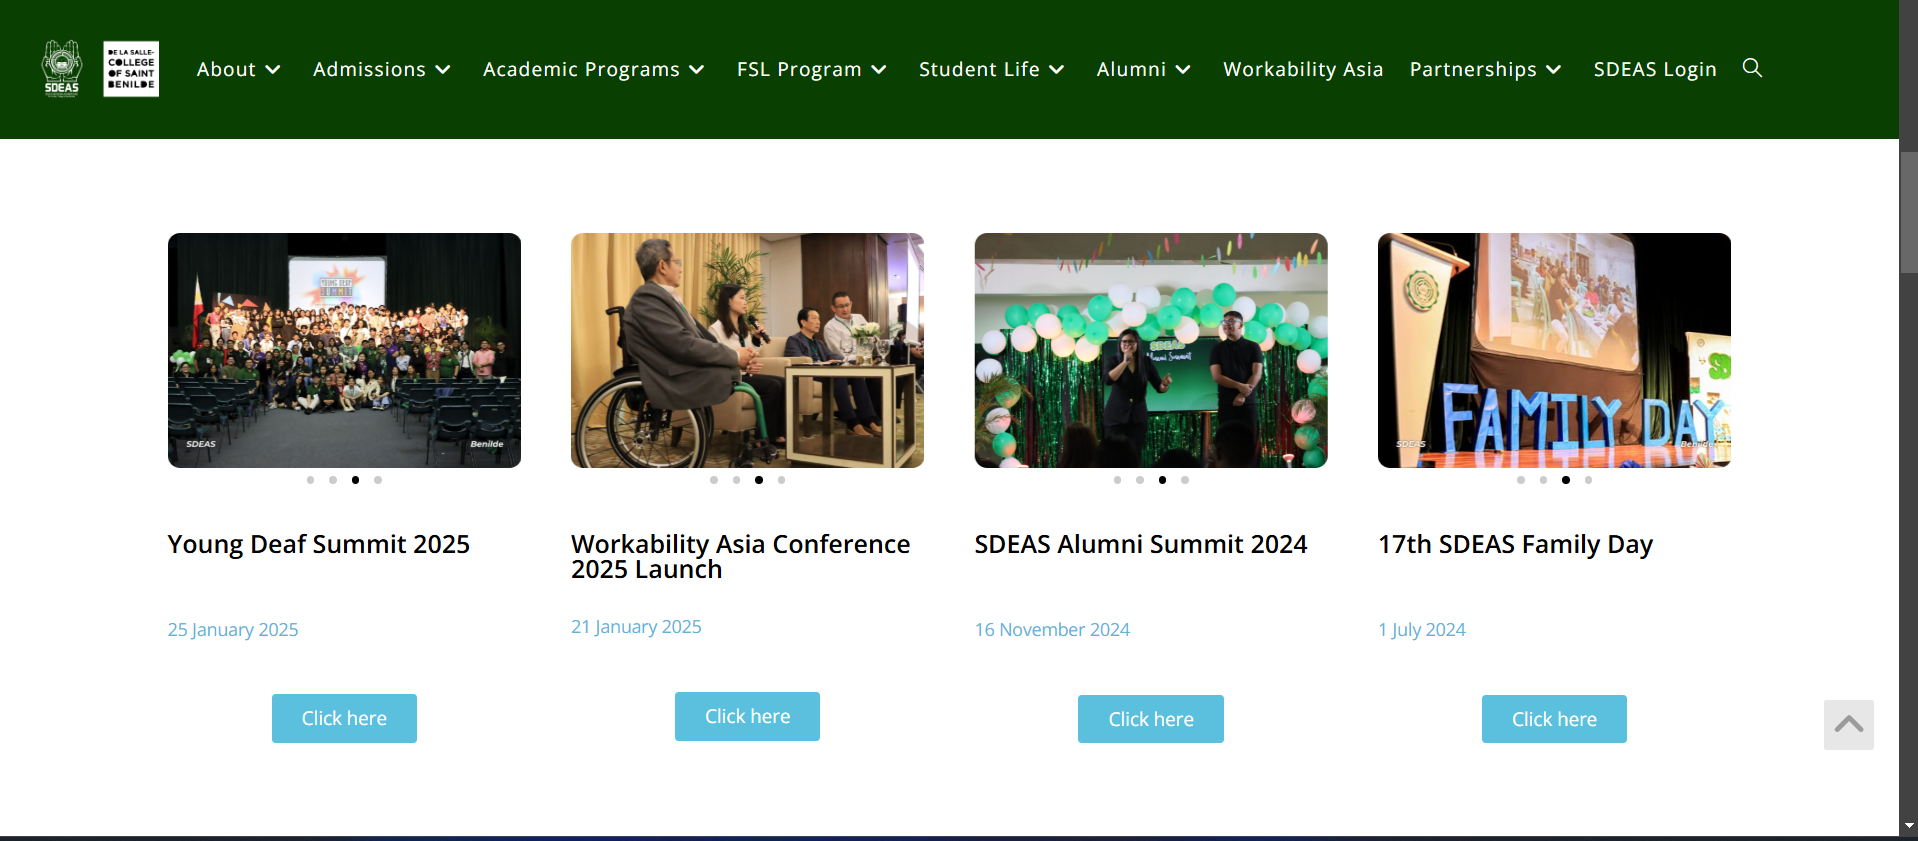 SDEAS
DE LA SALLE-
COLLEGE
OF SAINT
BENILDE
About
Admissions
Academic Programs
FSL Program
Student Life
Alumni
Workability Asia
Partnerships
SDEAS Login
YOUNG DEAF
SUMMIT
SDEAS
Benilde
SDEAS
Alumni Summit
FAMILY DAY
SDEAS
Benilde
Young Deaf Summit 2025
25 January 2025
Click here
Workability Asia Conference
2025 Launch
21 January 2025
Click here
SDEAS Alumni Summit 2024
16 November 2024
Click here
17th SDEAS Family Day
1 July 2024
Click here